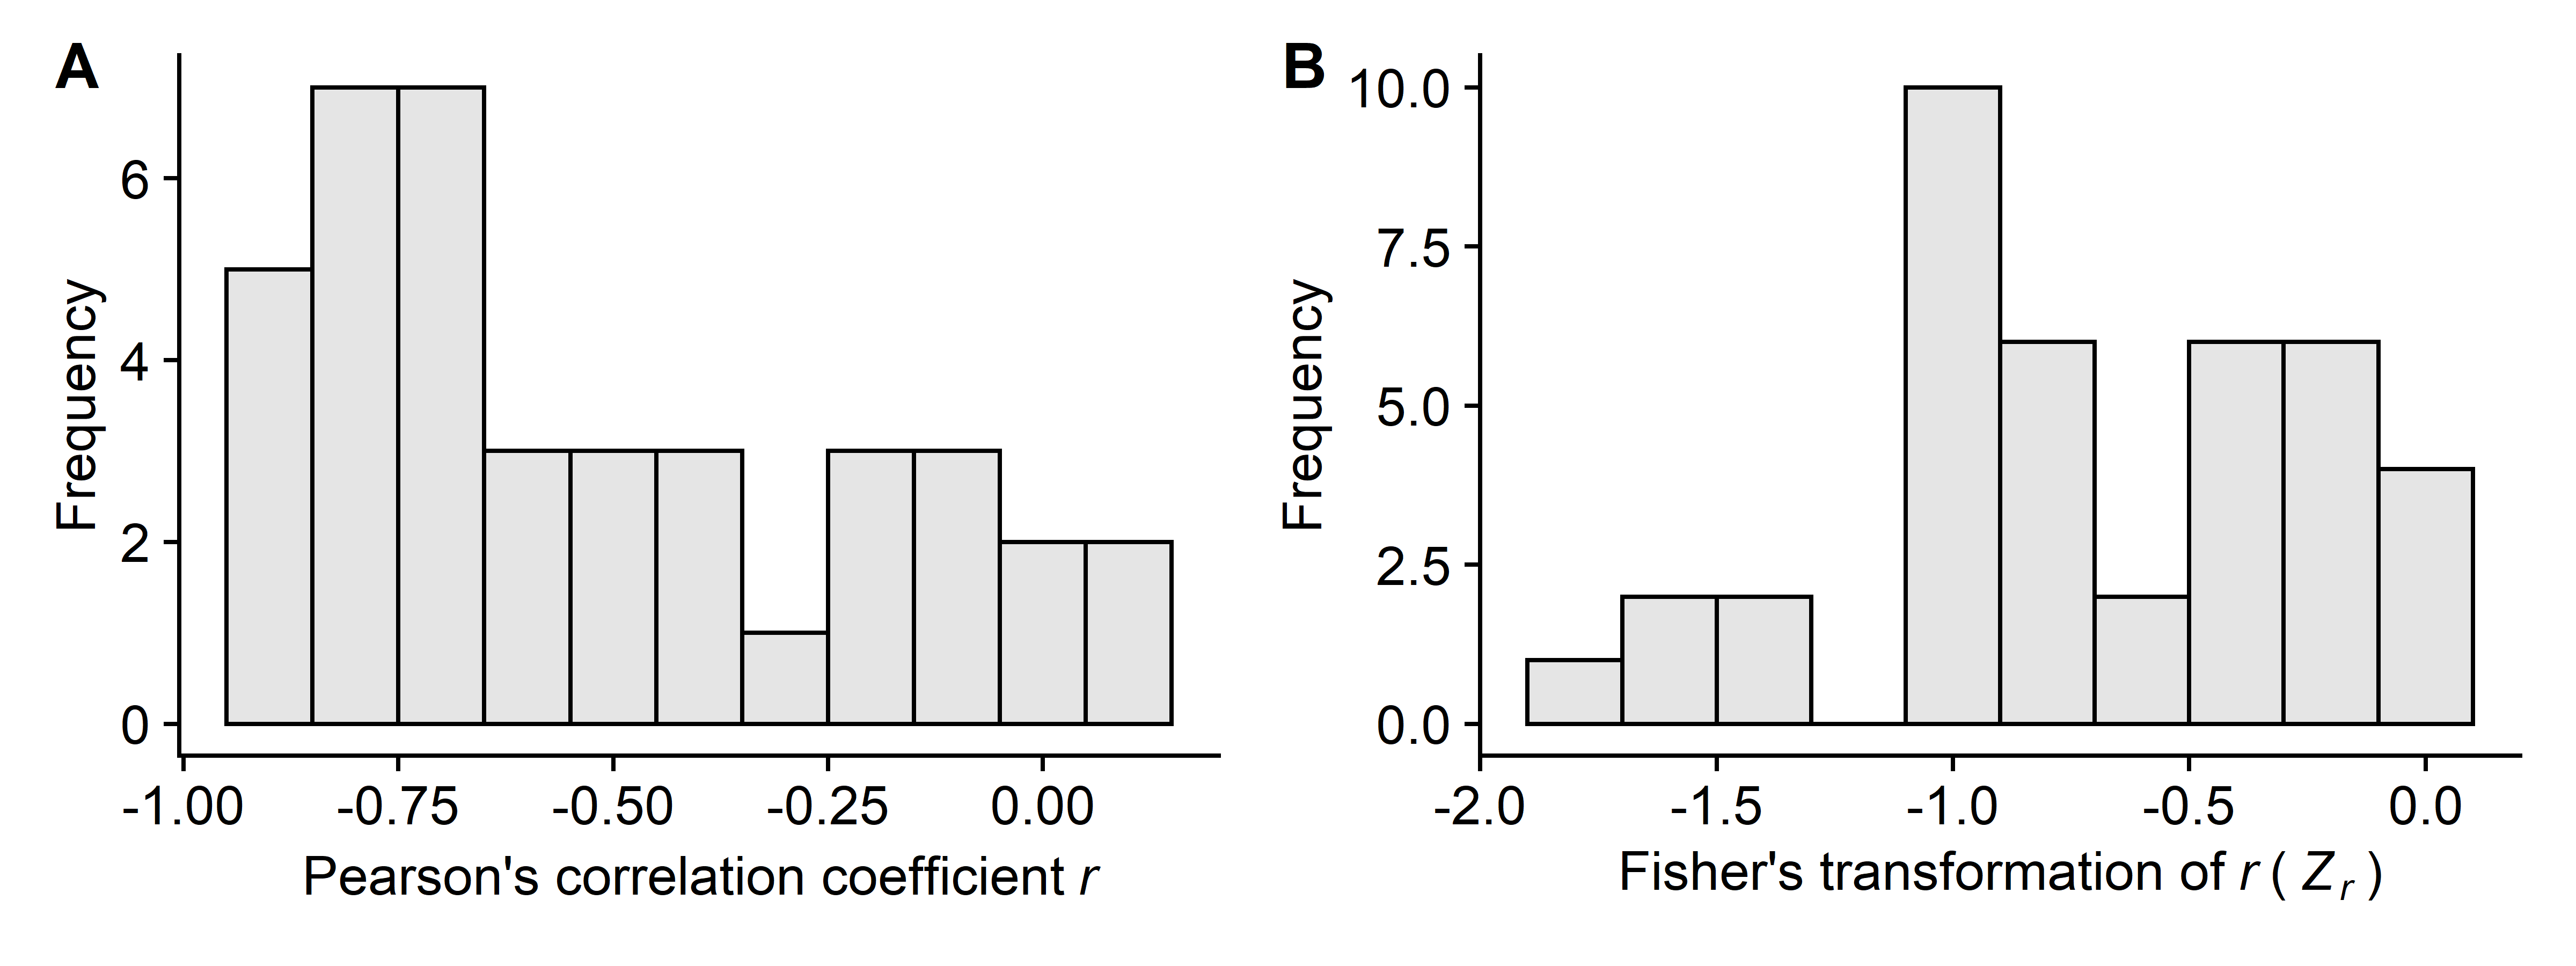 A
Frequency
6
4
2
0
-1.00 -0.75 -0.50 -0.25 0.00
Pearson's correlation coefficient r
B
Frequency
10.0
7.5
5.0
2.5
0.0
-2.0 -1.5 -1.0 -0.5 0.0
Fisher's transformation of r ( Z r )